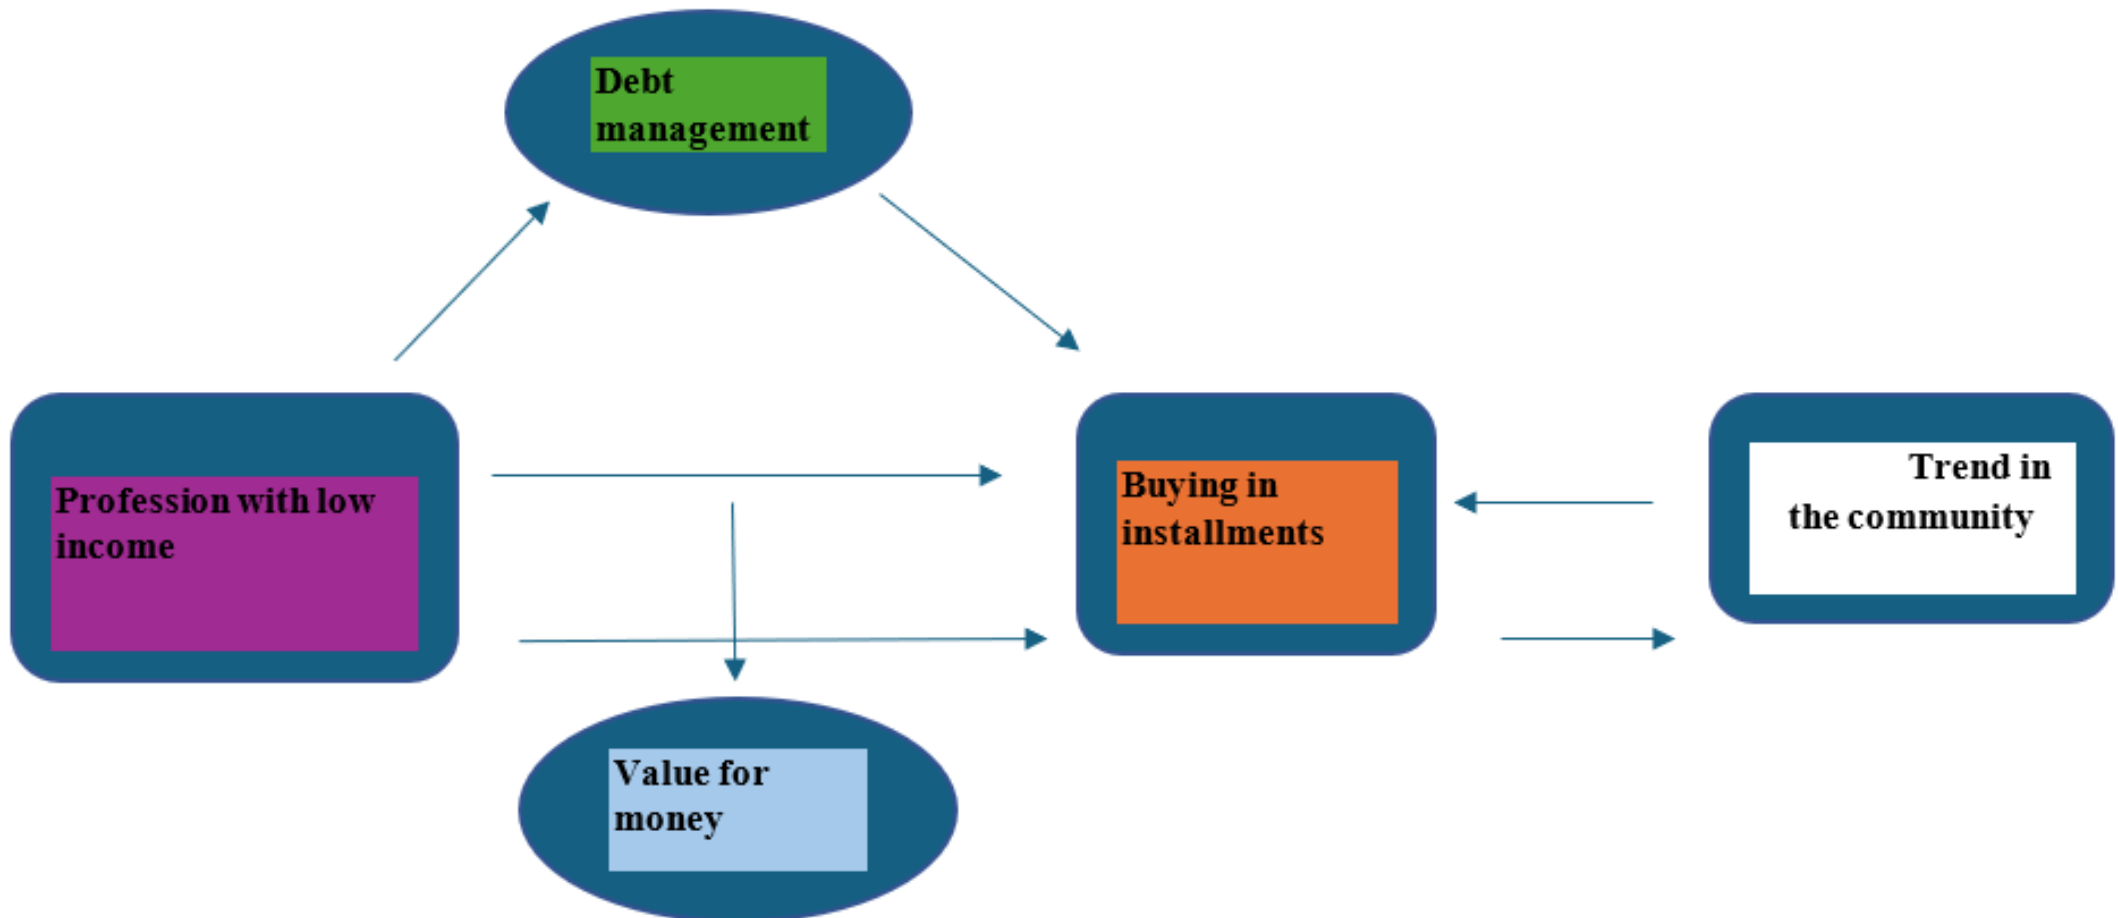 Debt
management
Profession with low
income
Buying in
installments
Trend in
the community
Value for
money